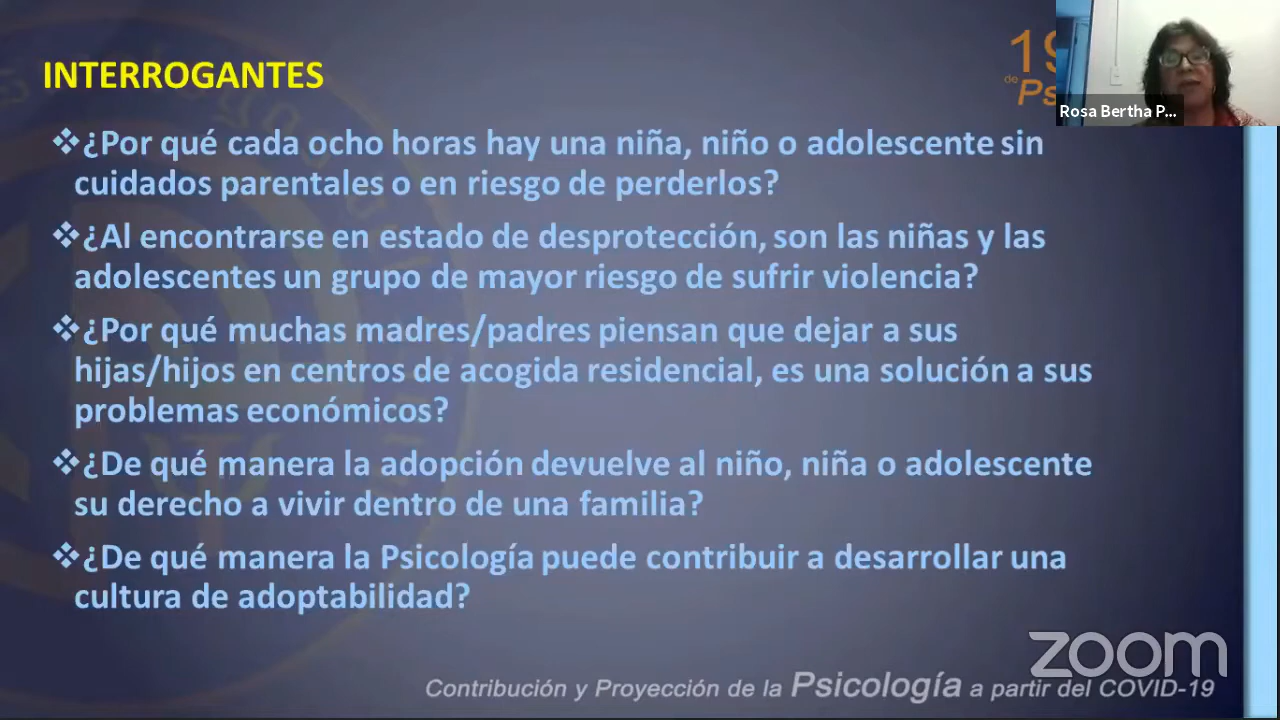 INTERROGANTES
19
de
Ps
Rosa Bertha P...
❖¿Por qué cada ocho horas hay una niña, niño o adolescente sin
cuidados parentales o en riesgo de perderlos?
❖¿Al encontrarse en estado de desprotección, son las niñas y las
adolescentes un grupo de mayor riesgo de sufrir violencia?
❖¿Por qué muchas madres/padres piensan que dejar a sus
hijas/hijos en centros de acogida residencial, es una solución a sus
problemas económicos?
❖¿De qué manera la adopción devuelve al niño, niña o adolescente
su derecho a vivir dentro de una familia?
❖¿De qué manera la Psicología puede contribuir a desarrollar una
cultura de adoptabilidad?
zoom
Contribución y Proyección de la Psicología a partir del COVID-19